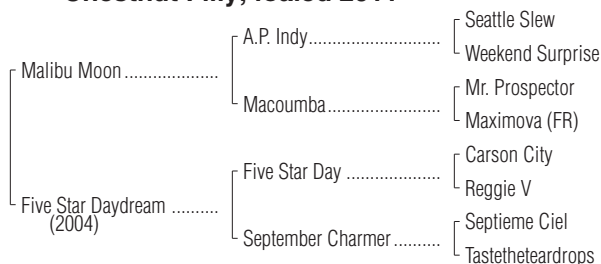 Seattle Slew
A.P. Indy..............................
Weekend Surprise
Malibu Moon ...................
Mr. Prospector
Macoumba.........................
Maximova (FR)
Carson City
Five Star Day .....................
Reggie V
Five Star Daydream ..........
(2004)
Septieme Ciel
September Charmer..........
Tastetheteardrops